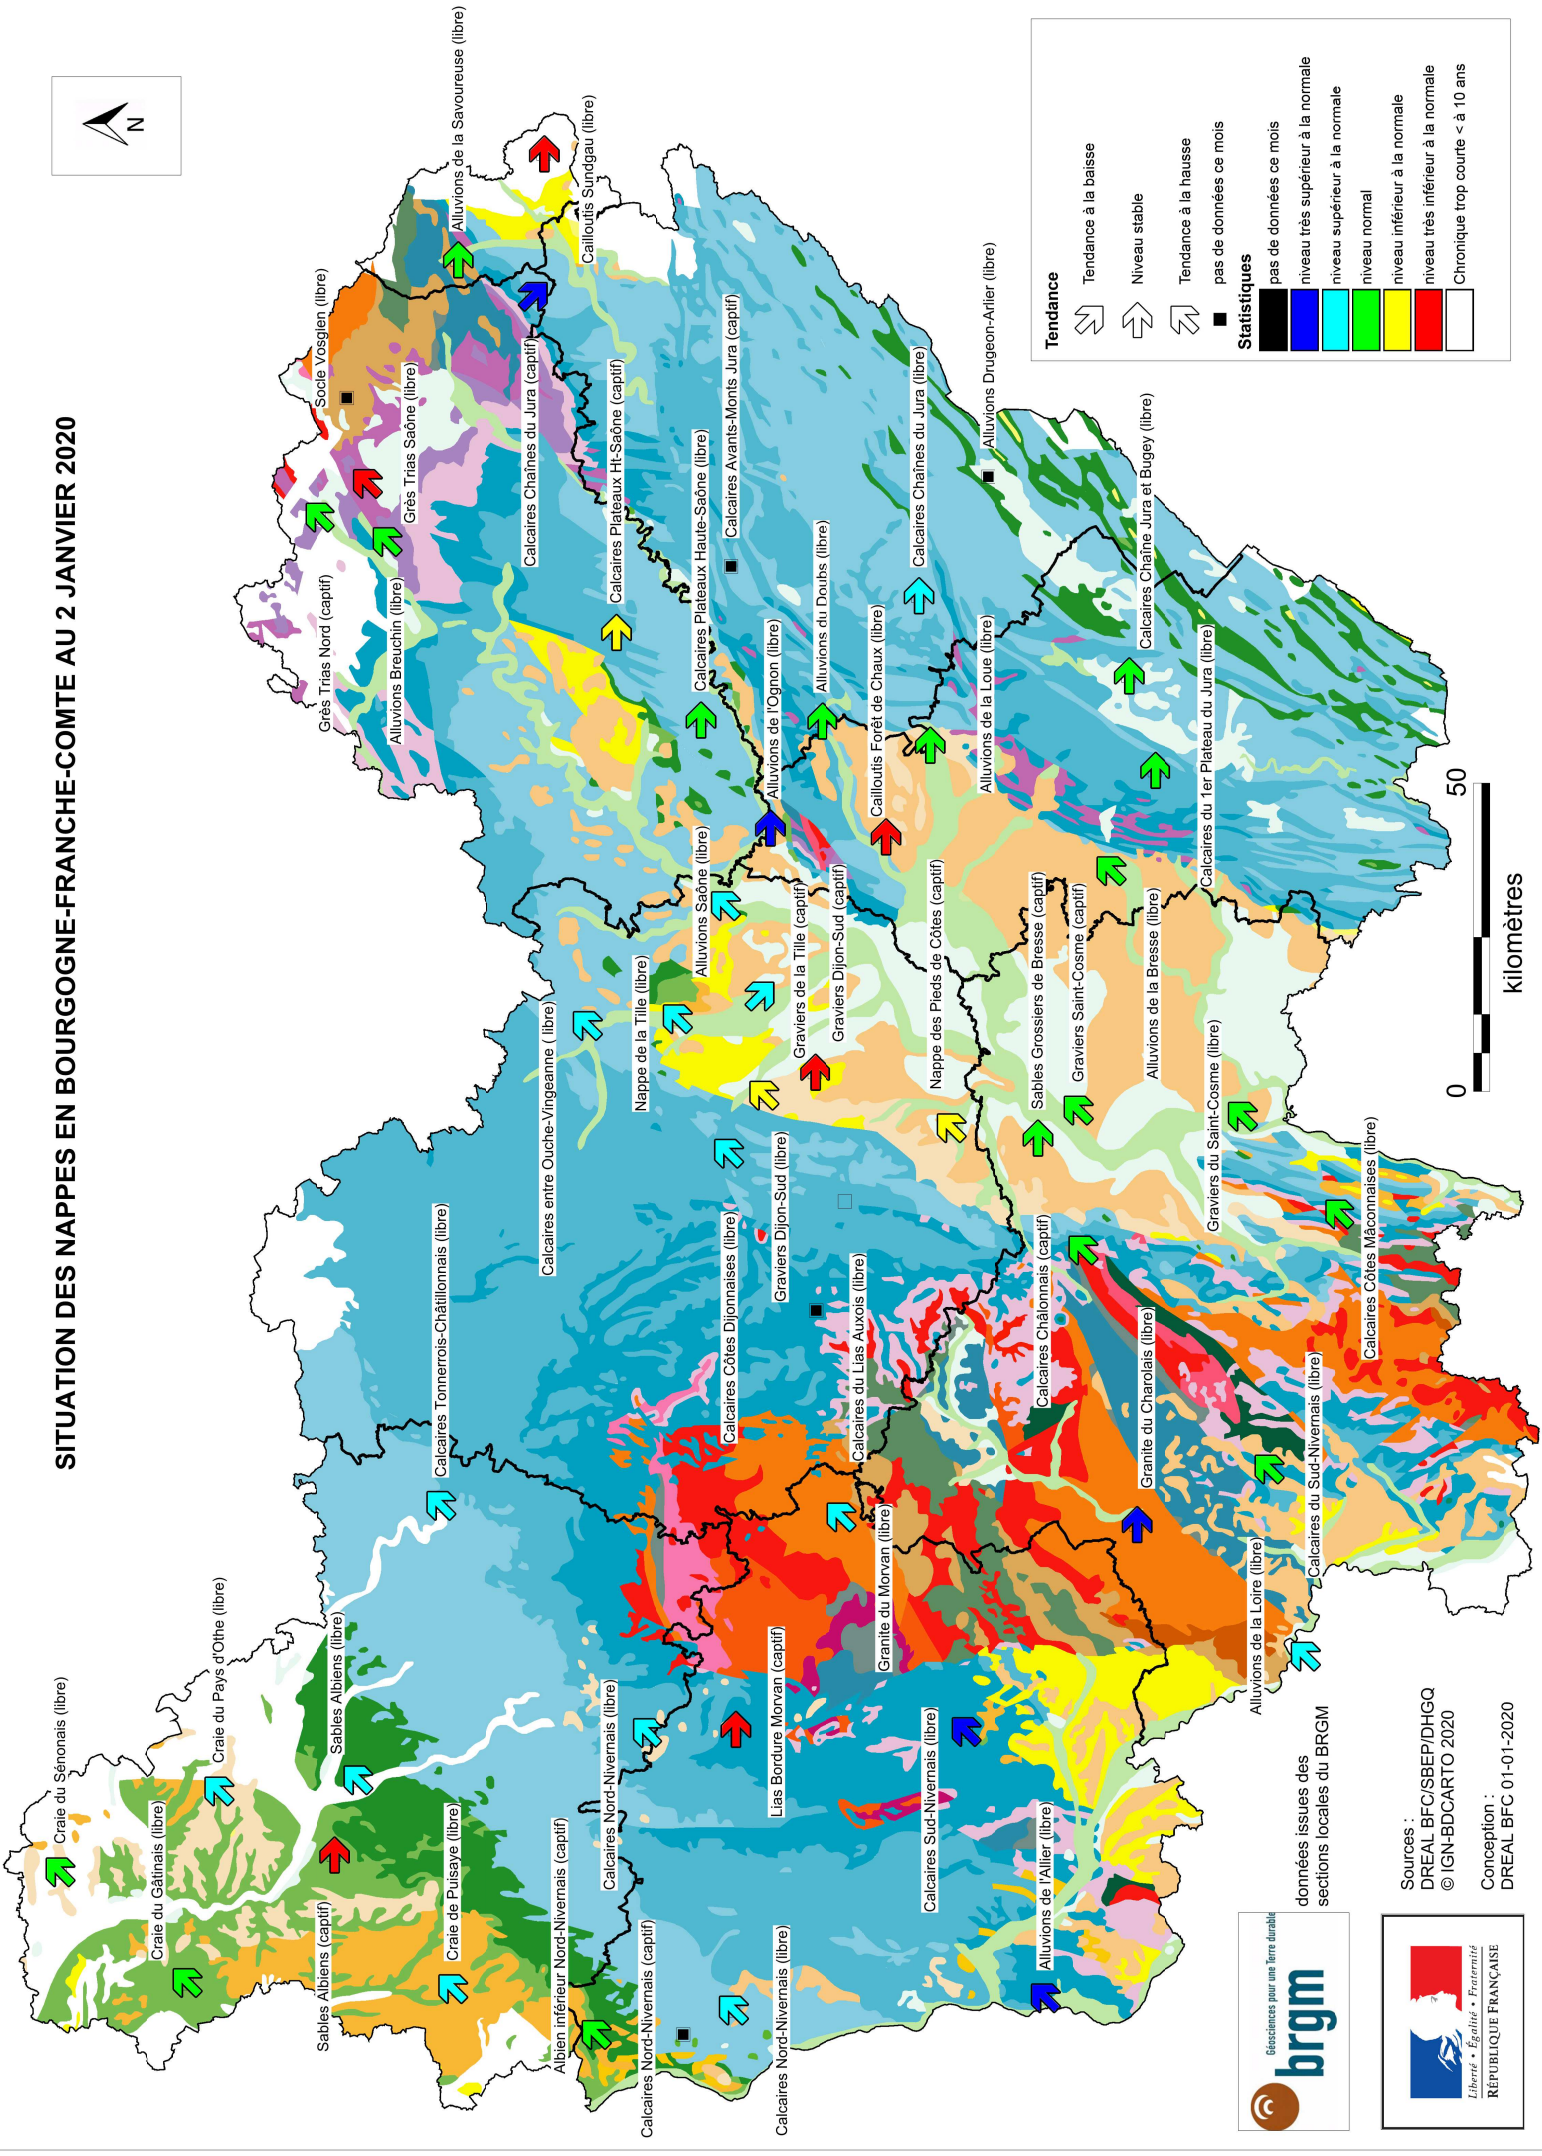 SITUATION DES NAPPES EN BOURGOGNE-FRANCHE-COMTE AU 2 JANVIER 2020
N
Craie du Sénonais (libre)
Craie du Gâtinais (libre)
Craie du Pays d'Othe (libre)
Sables Albiens (libre)
Sables Albiens (captif)
Craie de Puisaye (libre)
Calcaires Tonnerrois-Châtillonnais (libre)
Albien inférieur Nord-Nivernais (captif)
Calcaires Nord-Nivernais (libre)
Calcaires Nord-Nivernais (captif)
Calcaires Nord-Nivernais (libre)
Lias Bordure Morvan (captif)
Granite du Morvan (libre)
Calcaires Sud-Nivernais (libre)
Alluvions de l'Allier (libre)
Alluvions de la Loire (libre)
Calcaires du Sud-Nivernais (libre)
Granite du Charolais (libre)
Calcaires Châlonnais (captif)
Calcaires Côtes Mâconnaises (libre)
Calcaires du Lias Auxois (libre)
Calcaires Côtes Dijonnaises (libre)
Graviers Dijon-Sud (libre)
Calcaires entre Ouche-Vingeanne ( libre)
Nappe de la Tille (libre)
Alluvions Saône (libre)
Graviers de la Tille (captif)
Graviers Dijon-Sud (captif)
Nappe des Pieds de Côtes (captif)
Sables Grossiers de Bresse (captif)
Graviers Saint-Cosme (captif)
Alluvions de la Bresse (libre)
Graviers du Saint-Cosme (libre)
Grès Trias Nord (captif)
Alluvions Breuchin (libre)
Socle Vosgien (libre)
Grès Trias Saône (libre)
Alluvions de la Savoureuse (libre)
Cailloutis Sundgau (libre)
Calcaires Chaînes du Jura (captif)
Calcaires Plateaux Ht-Saône (captif)
Calcaires Plateaux Haute-Saône (libre)
Calcaires Avants-Monts Jura (captif)
Alluvions de l'Ognon (libre)
Alluvions du Doubs (libre)
Cailloutis Forêt de Chaux (libre)
Calcaires Chaînes du Jura (libre)
Alluvions de la Loue (libre)
Alluvions Drugeon-Arlier (libre)
Calcaires Chaîne Jura et Bugey (libre)
Calcaires du 1er Plateau du Jura (libre)
Tendance
Tendance à la baisse
Niveau stable
Tendance à la hausse
pas de données ce mois
Statistiques
pas de données ce mois
niveau très supérieur à la normale
niveau supérieur à la normale
niveau normal
niveau inférieur à la normale
niveau très inférieur à la normale
Chronique trop courte < à 10 ans
0 50
kilomètres
Géosciences pour une Terre durable
brgm
données issues des
sections locales du BRGM
Liberté • Égalité • Fraternité
RÉPUBLIQUE FRANÇAISE
Sources :
DREAL BFC/SBEP/DHGQ
© IGN-BDCARTO 2020
Conception :
DREAL BFC 01-01-2020